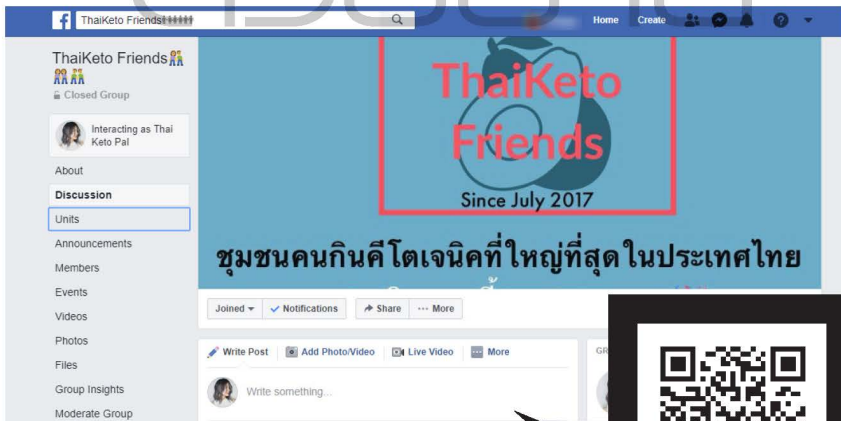 ThaiKeto Friends
Home Create
ThaiKeto Friends
Closed Group
Interacting as Thai
Keto Pal
About
Discussion
Units
Announcements
Members
Events
Videos
Photos
Files
Group Insights
Moderate Group
ThaiKeto
Friends
Since July 2017
ชุมชนคนกินคีโตเจนิคที่ใหญ่ที่สุดในประเทศไทย
Joined Notifications Share More
Write Post Add Photo/Video Live Video More
Write something...
GR